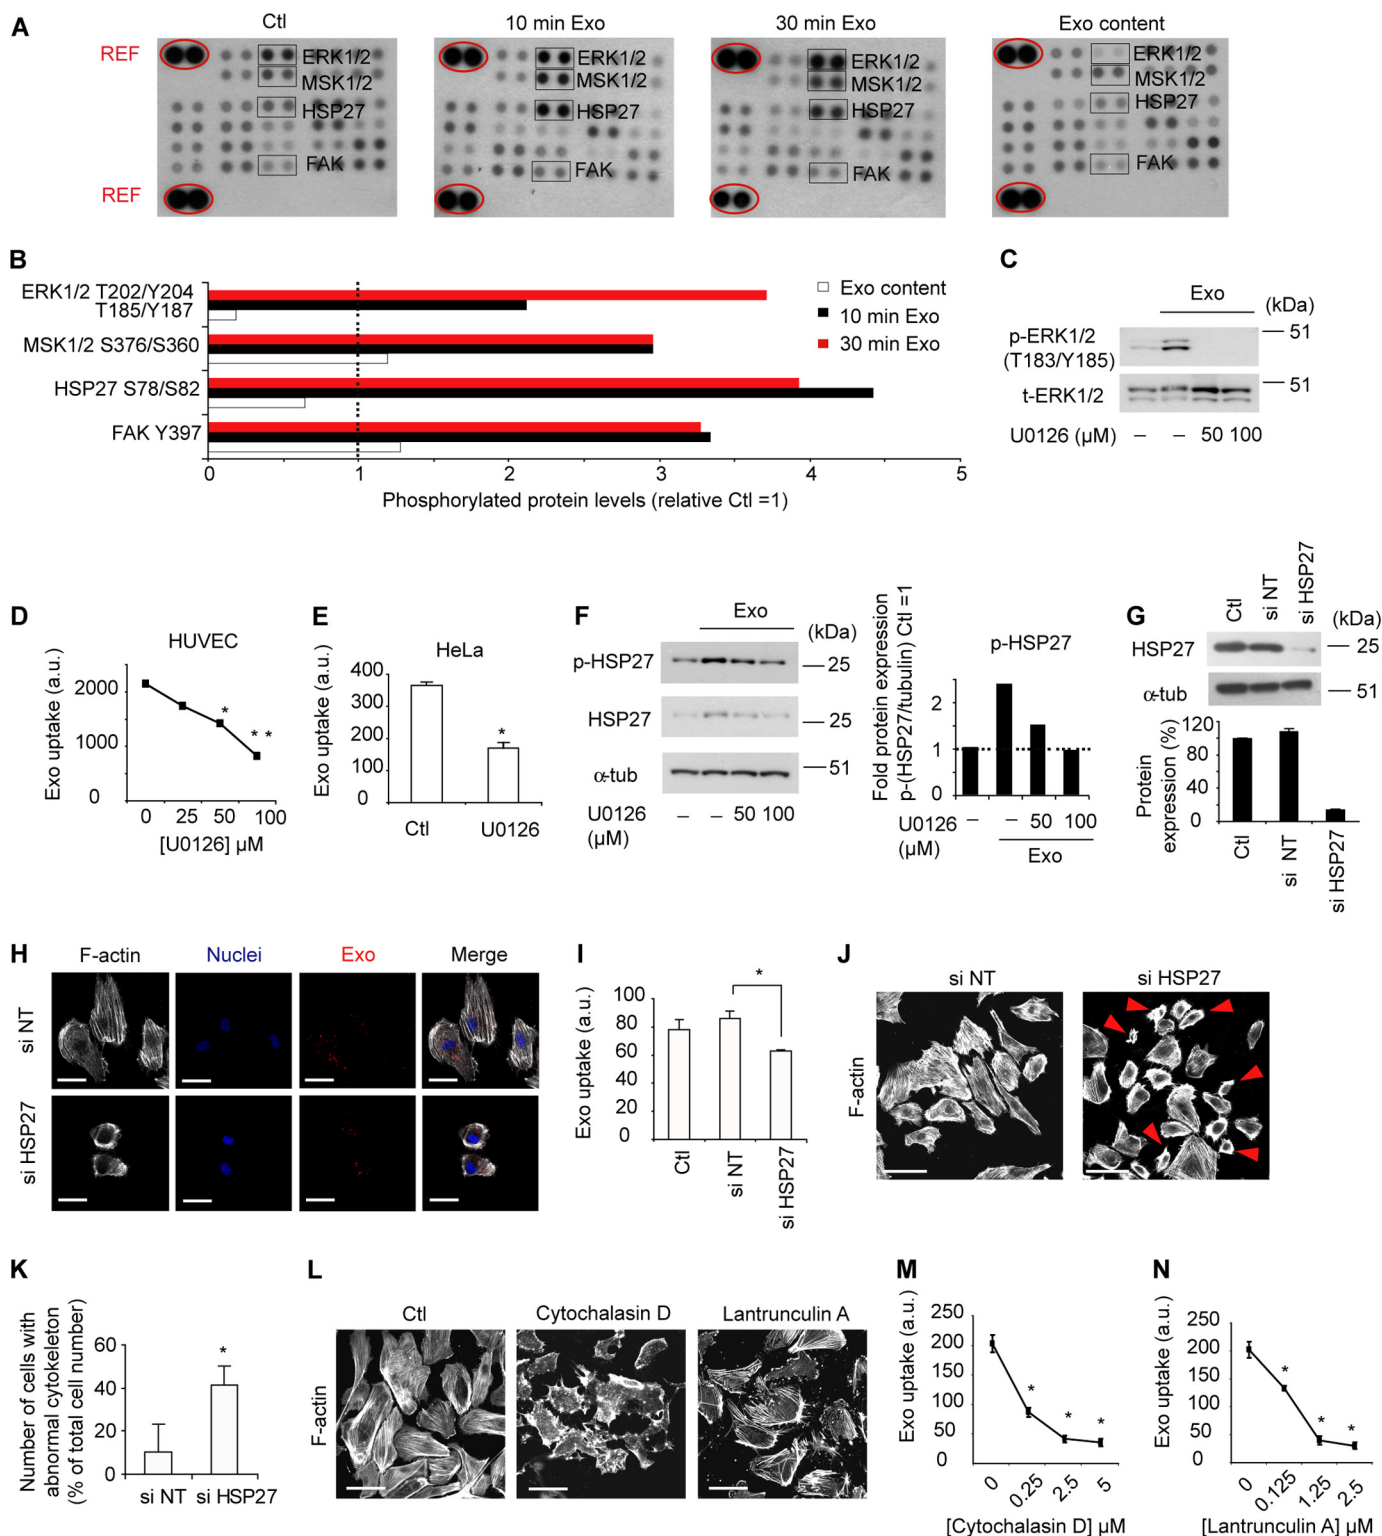 A
Ctl
10 min Exo
30 min Exo
Exo content
REF
ERK1/2
MSK1/2
HSP27
FAK
REF
ERK1/2
MSK1/2
HSP27
FAK
ERK1/2
MSK1/2
HSP27
FAK
ERK1/2
MSK1/2
HSP27
FAK
B
ERK1/2 T202/Y204
T185/Y187
MSK1/2 S376/S360
HSP27 S78/S82
FAK Y397
0 1 2 3 4 5
Phosphorylated protein levels (relative Ctl =1)
Exo content
10 min Exo
30 min Exo
C
Exo
(kDa)
p-ERK1/2
(T183/Y185)
51
t-ERK1/2
51
U0126 (µM) – – 50 100
D
HUVEC
Exo uptake (a.u.)
2000
1000
0
*
* *
0 25 50 100
[U0126] µM
E
HeLa
Exo uptake (a.u.)
400
300
200
100
0
*
Ctl U0126
F
Exo
(kDa)
p-HSP27
25
HSP27
25
α-tub
51
U0126 – – 50 100
(µM)
Fold protein expression
p-(HSP27/tubulin) Ctl =1
p-HSP27
2
1
0
U0126 – – 50 100
(µM)
Exo
G
Ctl
si NT
si HSP27
(kDa)
HSP27
25
α-tub
51
Protein
expression (%)
120
80
40
0
Ctl
si NT
si HSP27
H
F-actin
Nuclei
Exo
Merge
si NT
si HSP27
I
Exo uptake (a.u.)
100
80
60
40
20
0
*
Ctl
si NT
si HSP27
J
si NT
si HSP27
F-actin
K
Number of cells with
abnormal cytokeleton
(% of total cell number)
60
40
20
0
*
si NT si HSP27
L
Ctl
Cytochalasin D
Lantrunculin A
F-actin
M
Exo uptake (a.u.)
250
200
150
100
50
0
*
*
*
0
0.25
2.5
5
[Cytochalasin D] µM
N
Exo uptake (a.u.)
250
200
150
100
50
0
*
*
*
0
0.125
1.25
2.5
[Lantrunculin A] µM